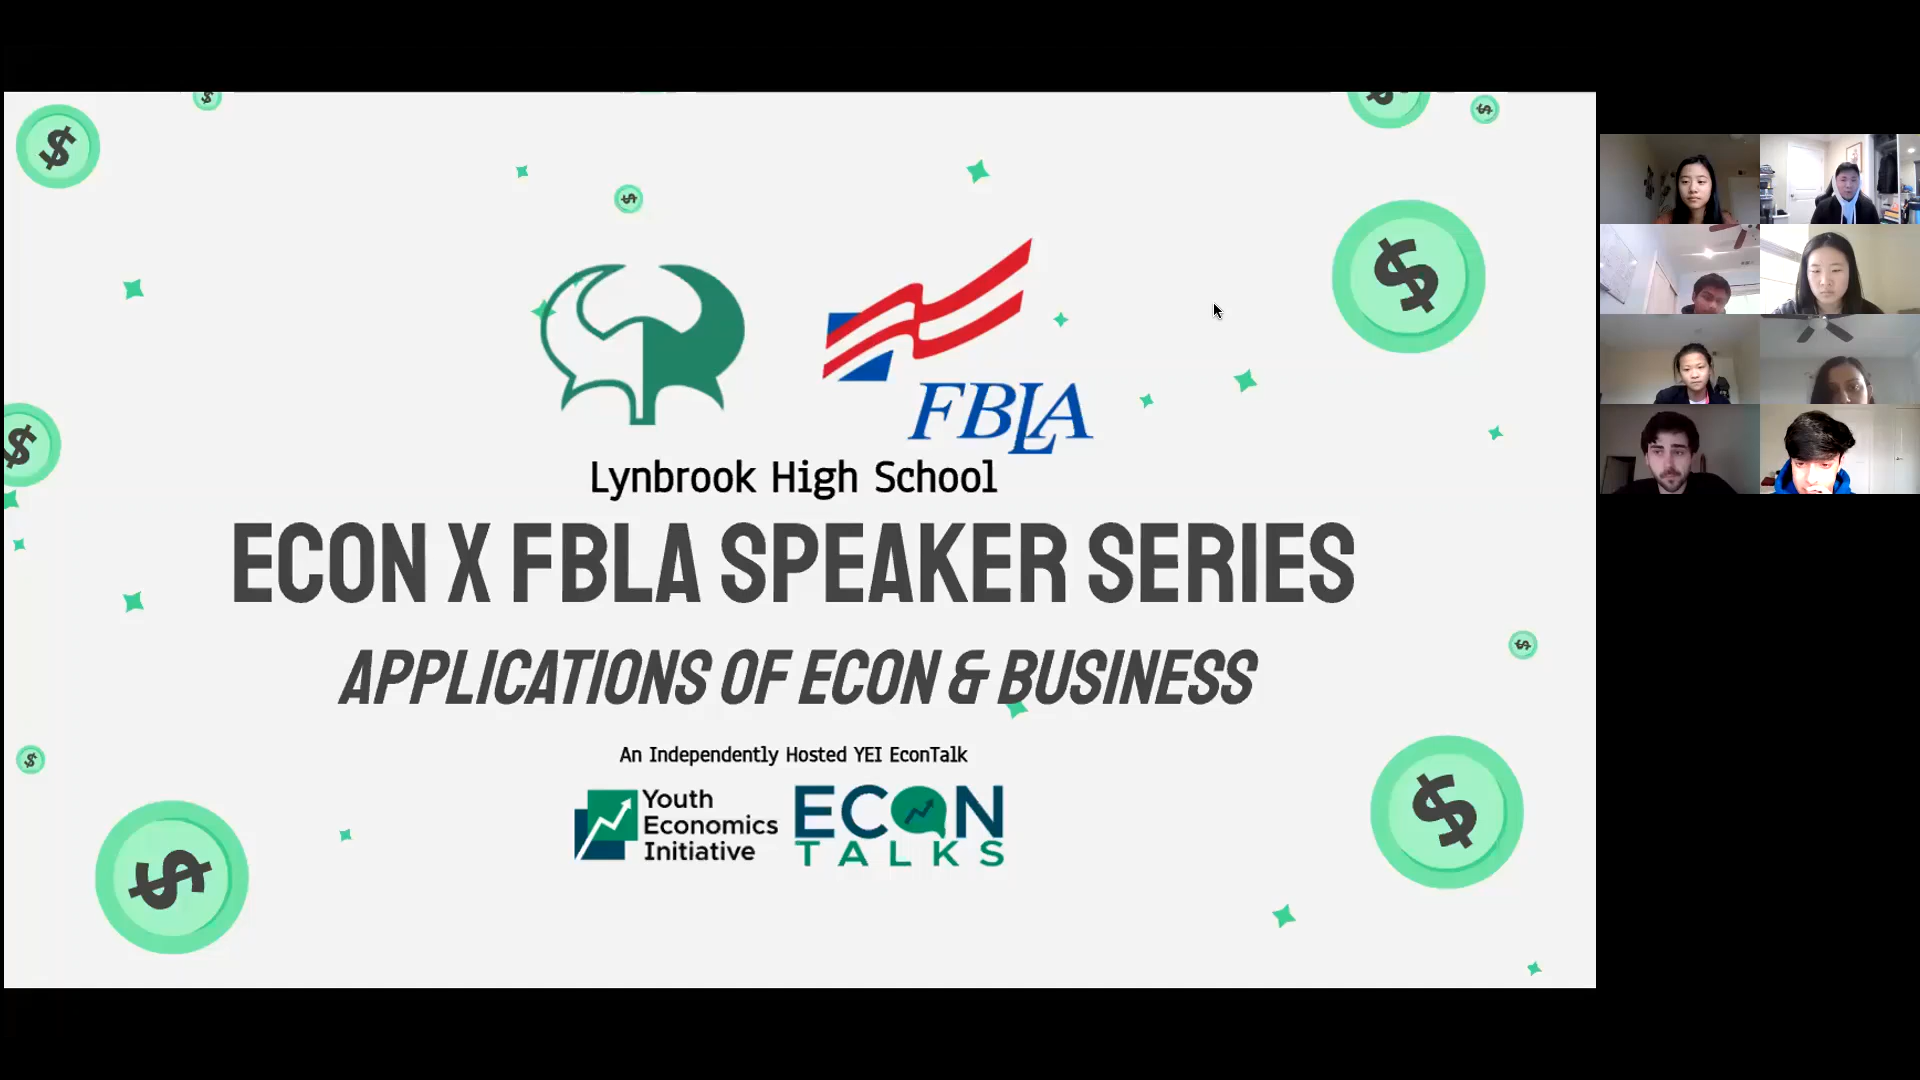 FBLA
Lynbrook High School
ECON X FBLA SPEAKER SERIES
APPLICATIONS OF ECON & BUSINESS
An Independently Hosted YEI EconTalk
Youth
Economics
Initiative
ECON
TALKS